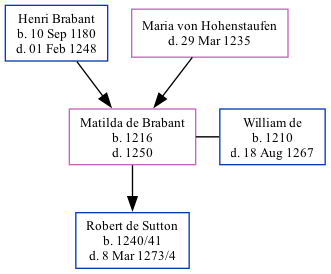 Henri Brabant
b. 10 Sep 1180
d. 01 Feb 1248
Maria von Hohenstaufen
d. 29 Mar 1235
Matilda de Brabant
b. 1216
d. 1250
William de
b. 1210
d. 18 Aug 1267
Robert de Sutton
b. 1240/41
d. 8 Mar 1273/4